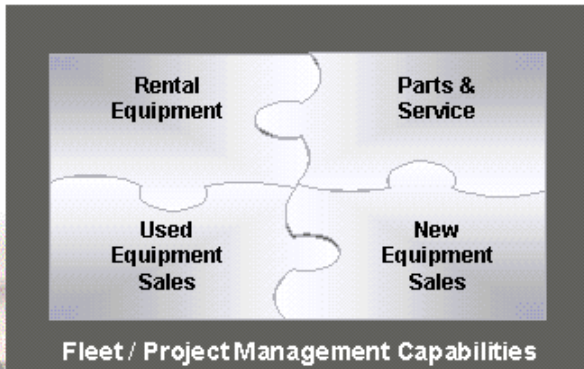 Rental
Equipment
Parts &
Service
Used
Equipment
Sales
New
Equipment
Sales
Fleet / Project Management Capabilities